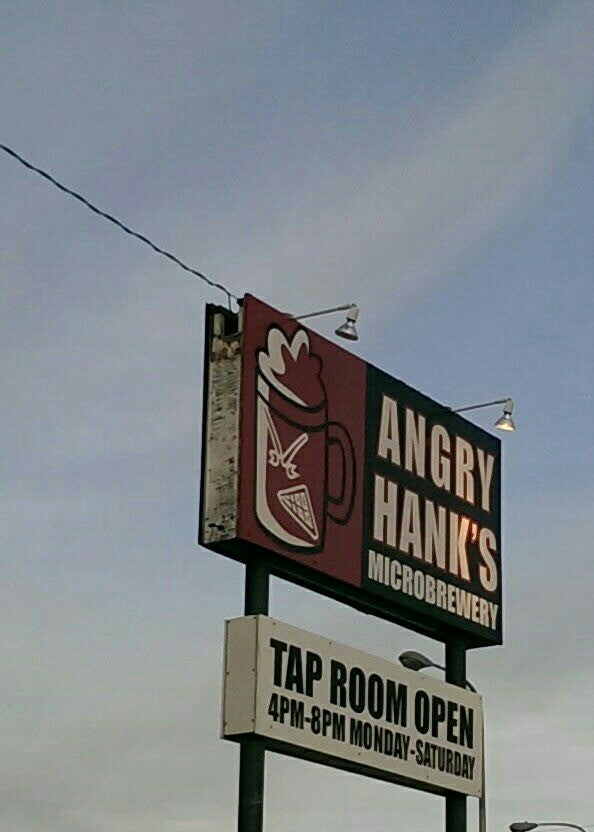 ANGRY
HANK'S
MICROBREWERY
TAP ROOM OPEN
4PM-8PM MONDAY-SATURDAY